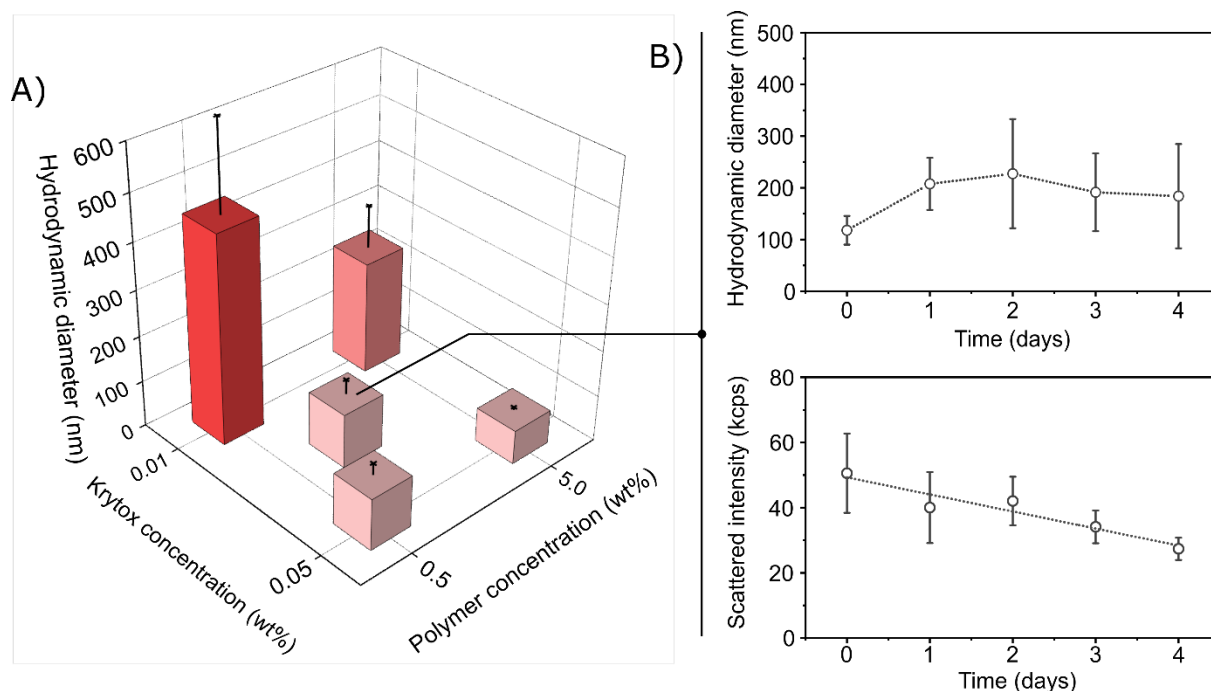 A)
Hydrodynamic diameter (nm)
600
500
400
300
200
100
0
0.01
0.05
Krytox concentration (wt%)
0.5
5.0
Polymer concentration (wt%)
B)
Hydrodynamic diameter (nm)
500
400
300
200
100
0
0 1 2 3 4
Time (days)
Scattered intensity (kcps)
80
60
40
20
0
0 1 2 3 4
Time (days)